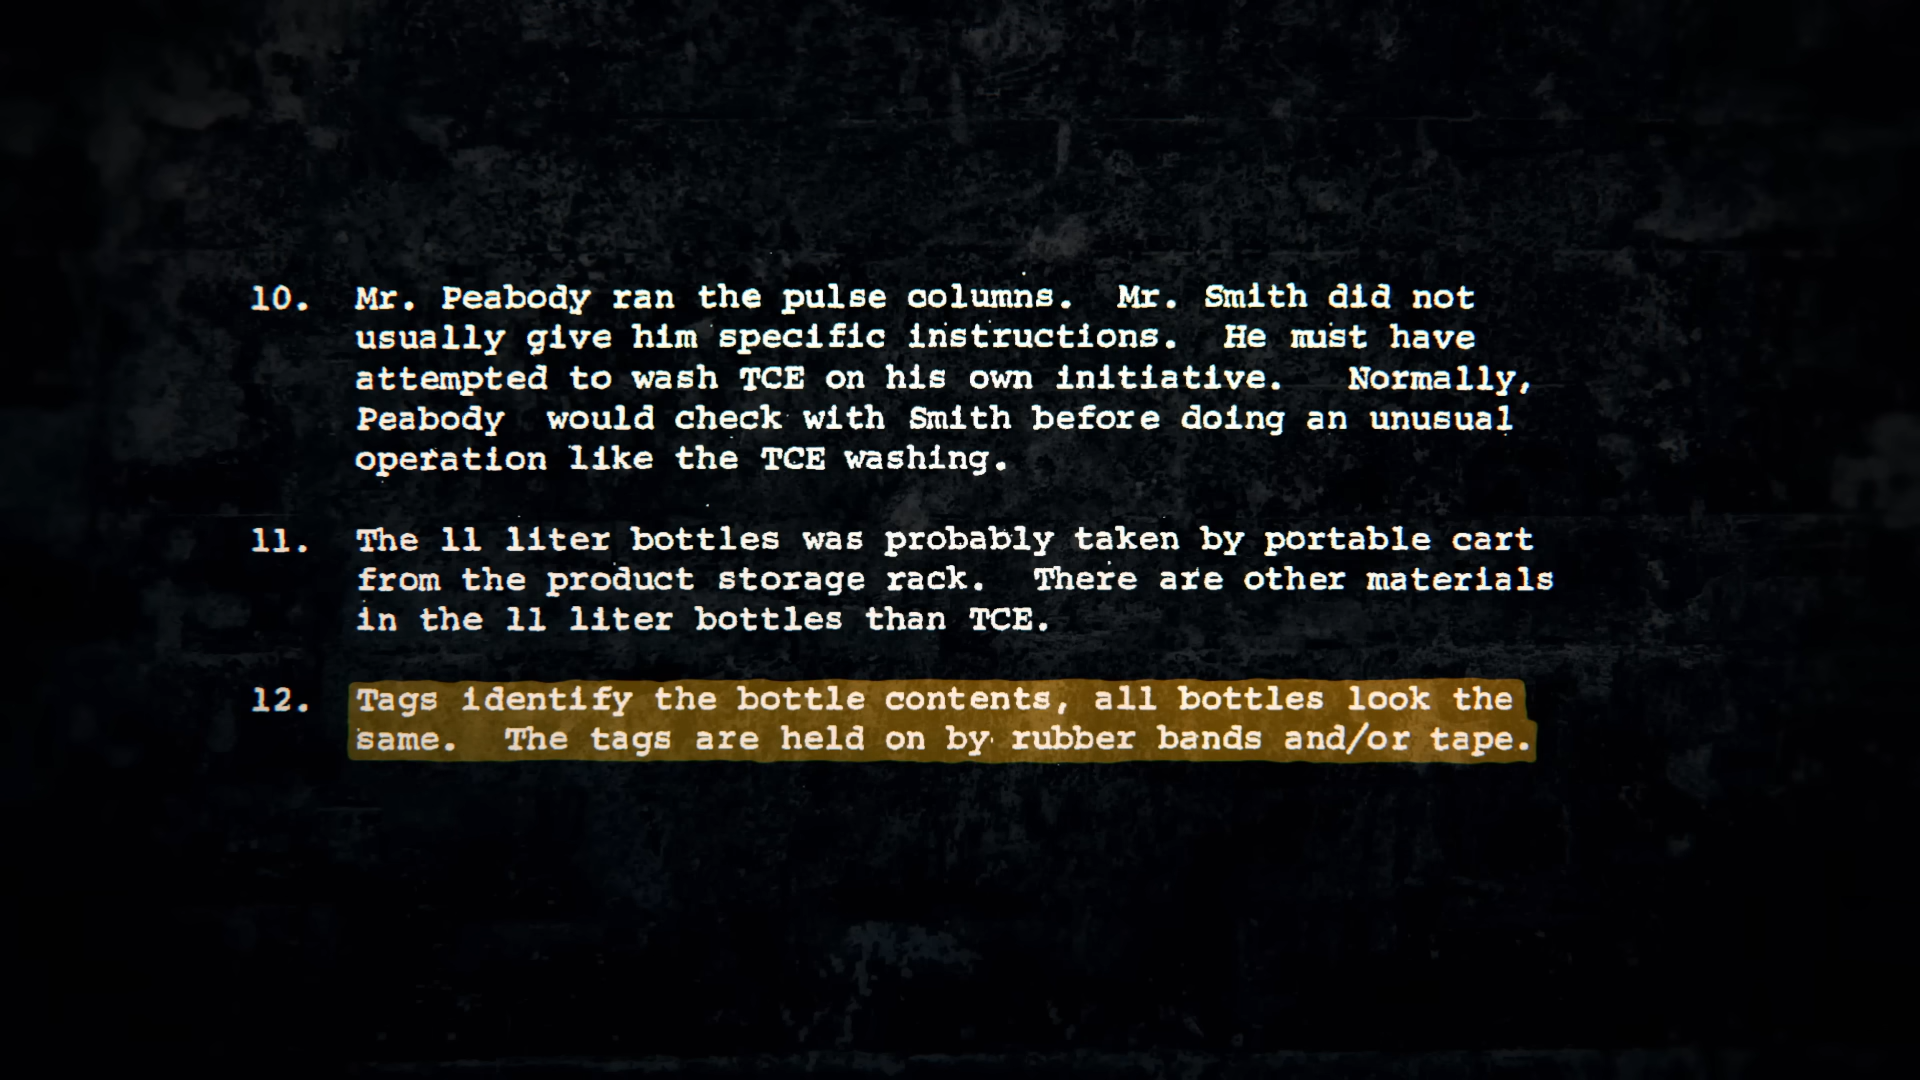 10. Mr. Peabody ran the pulse columns. Mr. Smith did not
usually give him specific instructions. He must have
attempted to wash TCE on his own initiative. Normally,
Peabody would check with Smith before doing an unusual
operation like the TCE washing.
11. The 11 liter bottles was probably taken by portable cart
from the product storage rack. There are other materials
in the 11 liter bottles than TCE.
12. Tags identify the bottle contents, all bottles look the
same. The tags are held on by rubber bands and/or tape.